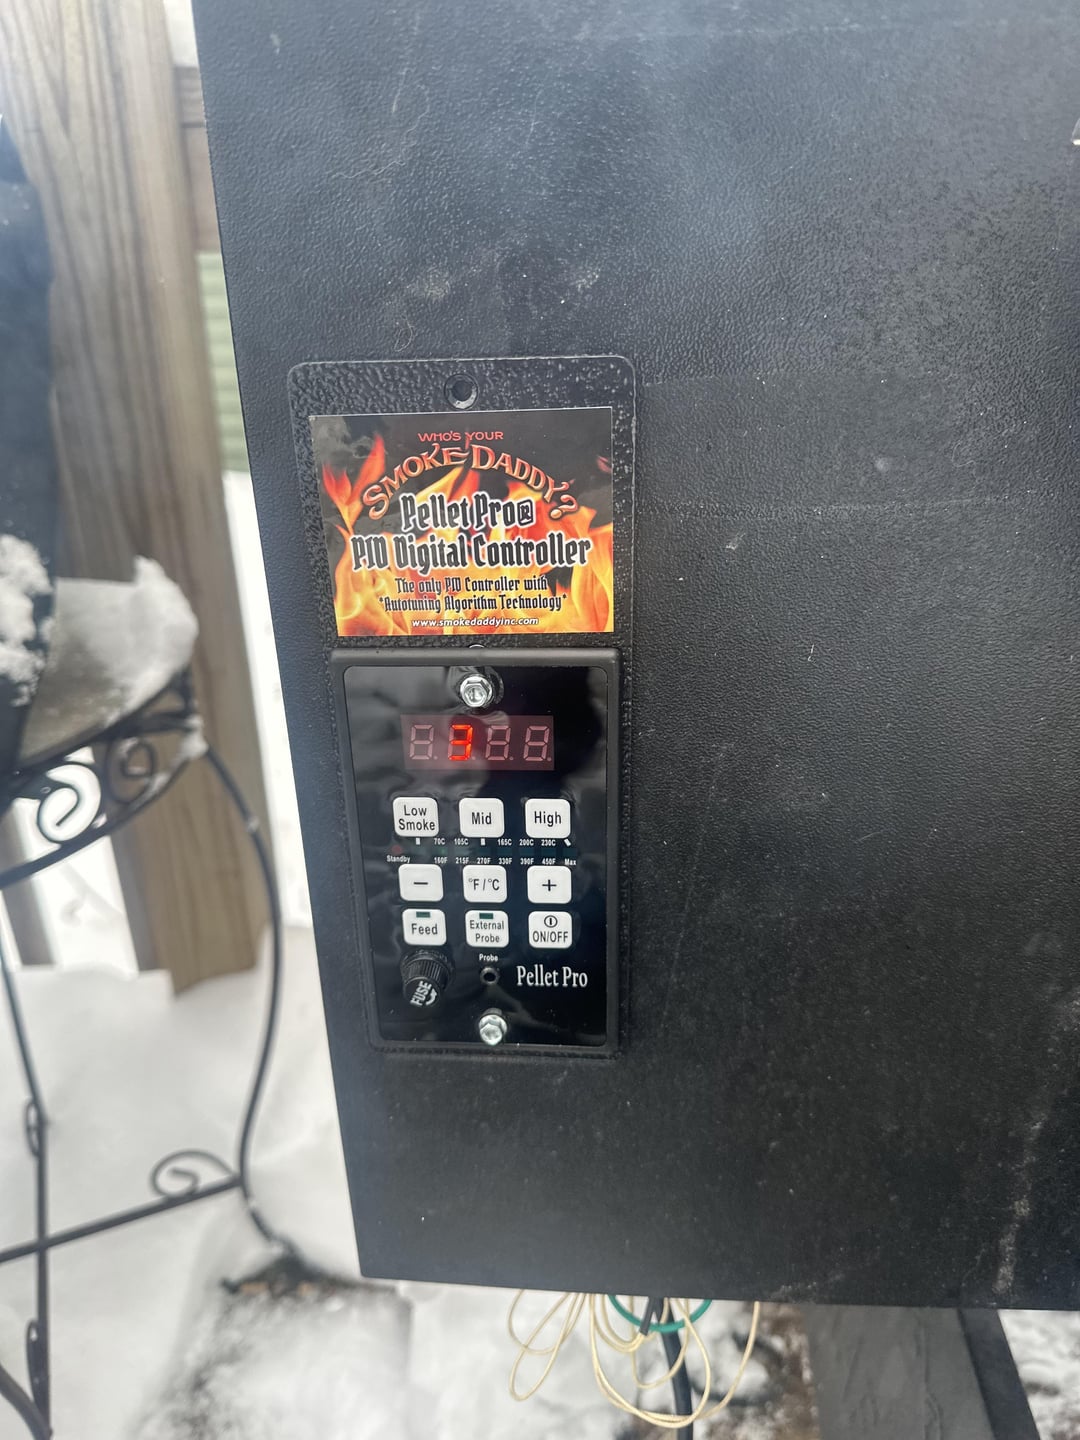 WHO'S YOUR
SMOKE DADDY?
Pellet Pro®
PID Digital Controller
The only PID Controller with
"Autotuning Algorithm Technology"
www.smokedaddyinc.com
3
Low Smoke Mid High
70C 105C 165C 200C 230C
Standby 160F 215F 270F 330F 390F 450F Max
− °F/°C +
Feed External Probe ON/OFF
Probe
FUSE
Pellet Pro